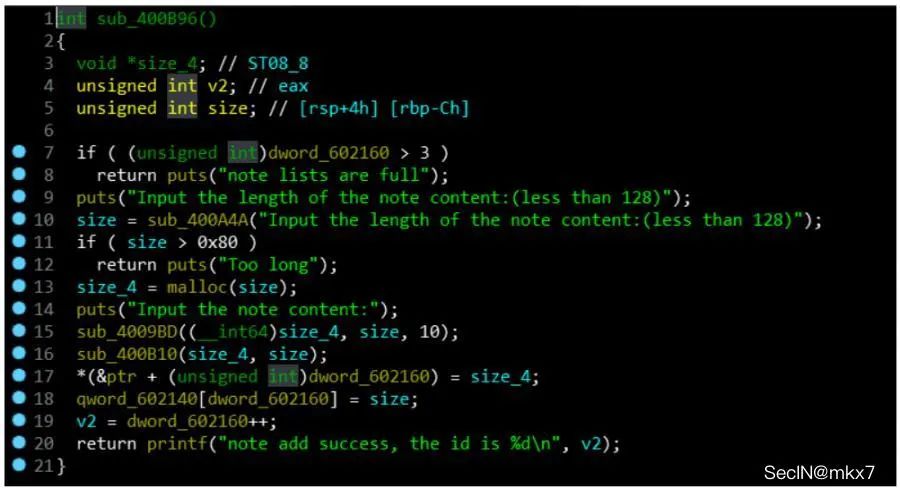 1 int sub_400B96()
2 {
3 void *size_4; // ST08_8
4 unsigned int v2; // eax
5 unsigned int size; // [rsp+4h] [rbp-Ch]
6
7 if ( (unsigned int)dword_602160 > 3 )
8 return puts("note lists are full");
9 puts("Input the length of the note content:(less than 128)");
10 size = sub_400A4A("Input the length of the note content:(less than 128)");
11 if ( size > 0x80 )
12 return puts("Too long");
13 size_4 = malloc(size);
14 puts("Input the note content:");
15 sub_4009BD((__int64)size_4, size, 10);
16 sub_400B10(size_4, size);
17 *(&ptr + (unsigned int)dword_602160) = size_4;
18 qword_602140[dword_602160] = size;
19 v2 = dword_602160++;
20 return printf("note add success, the id is %d\n", v2);
21 }
SecIN@mkx7